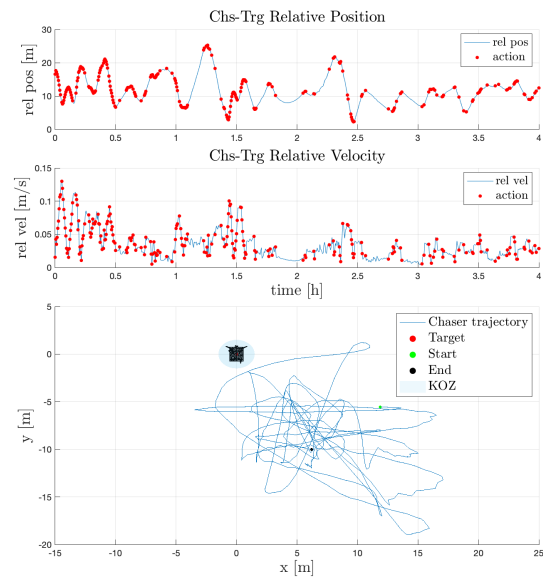 Chs-Trg Relative Position
rel pos [m]
30
20
10
0
rel pos
action
0 0.5 1 1.5 2 2.5 3 3.5 4
Chs-Trg Relative Velocity
rel vel [m/s]
0.15
0.1
0.05
0
rel vel
action
0 0.5 1 1.5 2 2.5 3 3.5 4
time [h]
y [m]
5
0
-5
-10
-15
-20
Chaser trajectory
Target
Start
End
KOZ
-15 -10 -5 0 5 10 15 20 25
x [m]